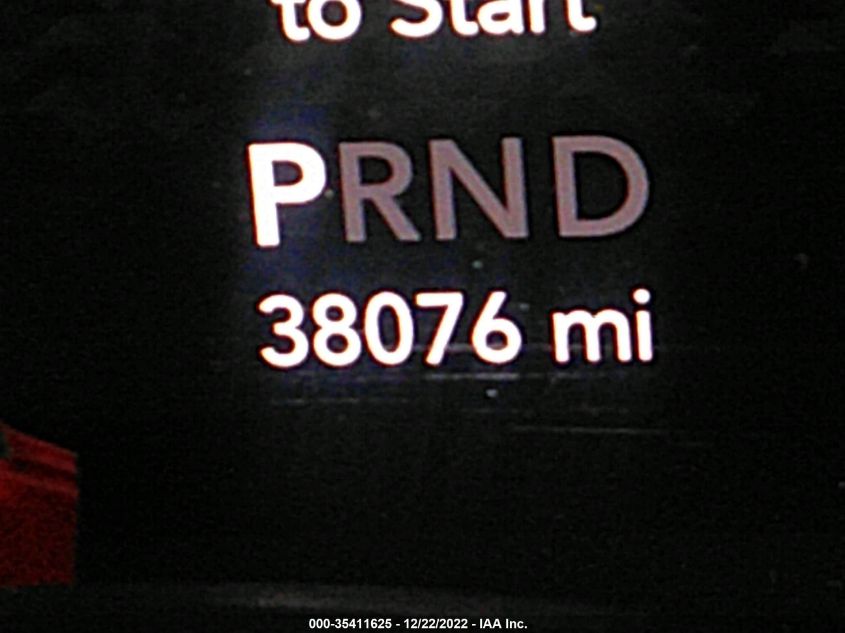 to Start
PRND
38076 mi
000-35411625 - 12/22/2022 - IAA Inc.